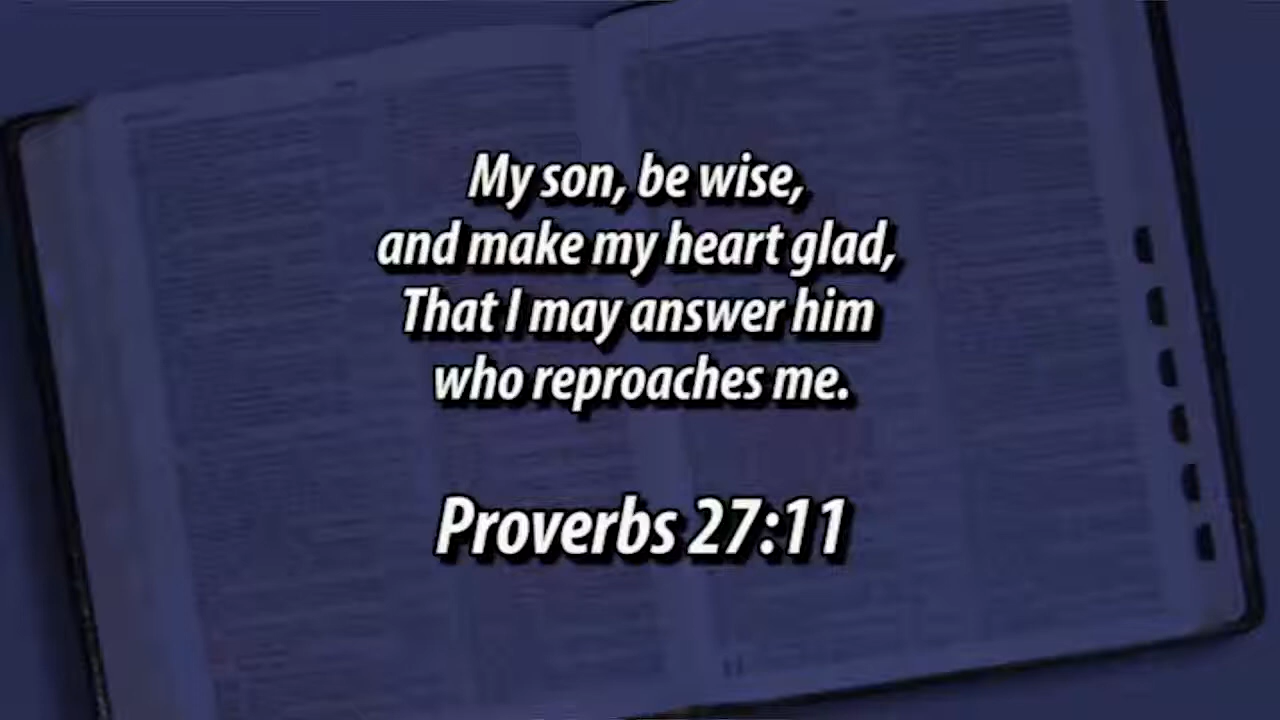 My son, be wise,
and make my heart glad,
That I may answer him
who reproaches me.
Proverbs 27:11